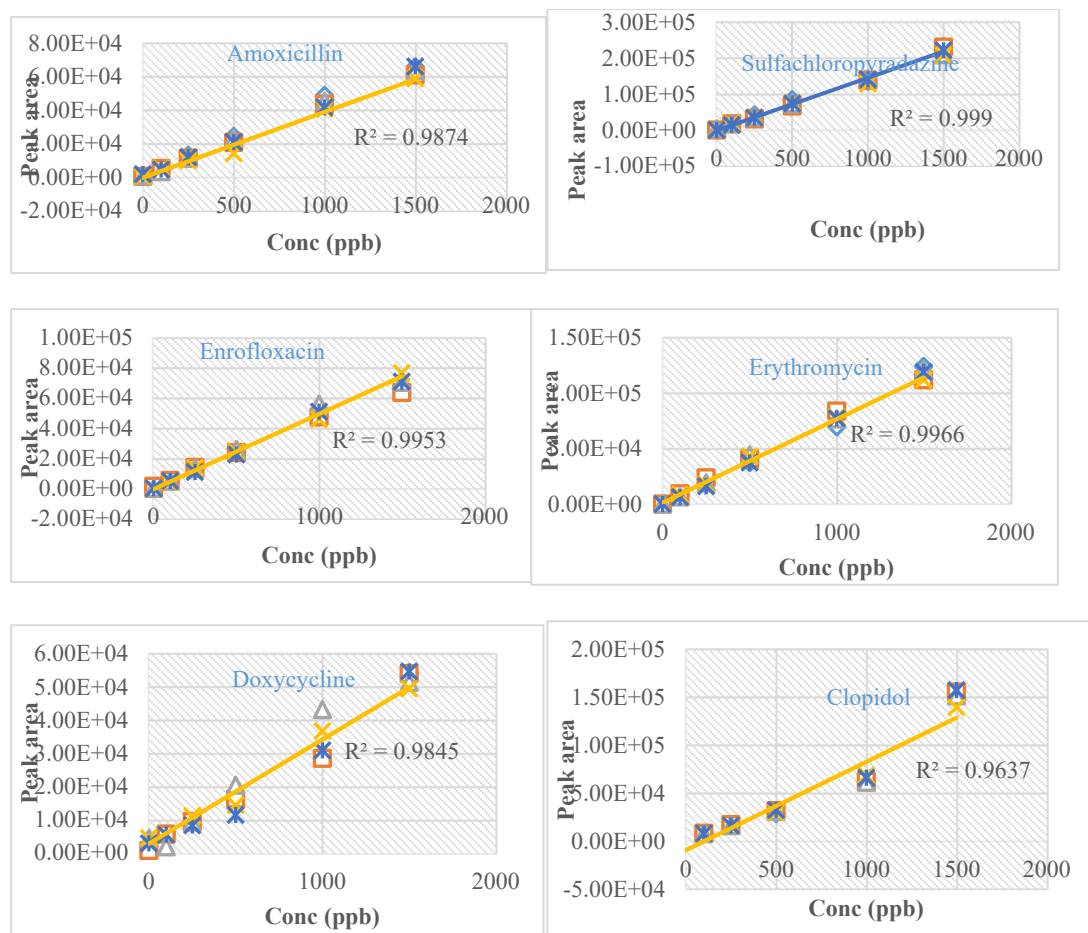 8.00E+04
6.00E+04
4.00E+04
2.00E+04
0.00E+00
-2.00E+04
0 500 1000 1500 2000
Peak area
Conc (ppb)
Amoxicillin
R² = 0.9874
3.00E+05
2.00E+05
1.00E+05
0.00E+00
-1.00E+05
0 500 1000 1500 2000
Peak area
Conc (ppb)
Sulfachloropyradazine
R² = 0.999
1.00E+05
8.00E+04
6.00E+04
4.00E+04
2.00E+04
0.00E+00
-2.00E+04
0 1000 2000
Peak area
Conc (ppb)
Enrofloxacin
R² = 0.9953
1.50E+05
0.00E+00
0 1000 2000
Peak area
Conc (ppb)
Erythromycin
R² = 0.9966
6.00E+04
5.00E+04
4.00E+04
3.00E+04
2.00E+04
1.00E+04
0.00E+00
0 1000 2000
Peak area
Conc (ppb)
Doxycycline
R² = 0.9845
2.00E+05
1.50E+05
1.00E+05
5.00E+04
0.00E+00
-5.00E+04
0 500 1000 1500 2000
Peak area
Conc (ppb)
Clopidol
R² = 0.9637